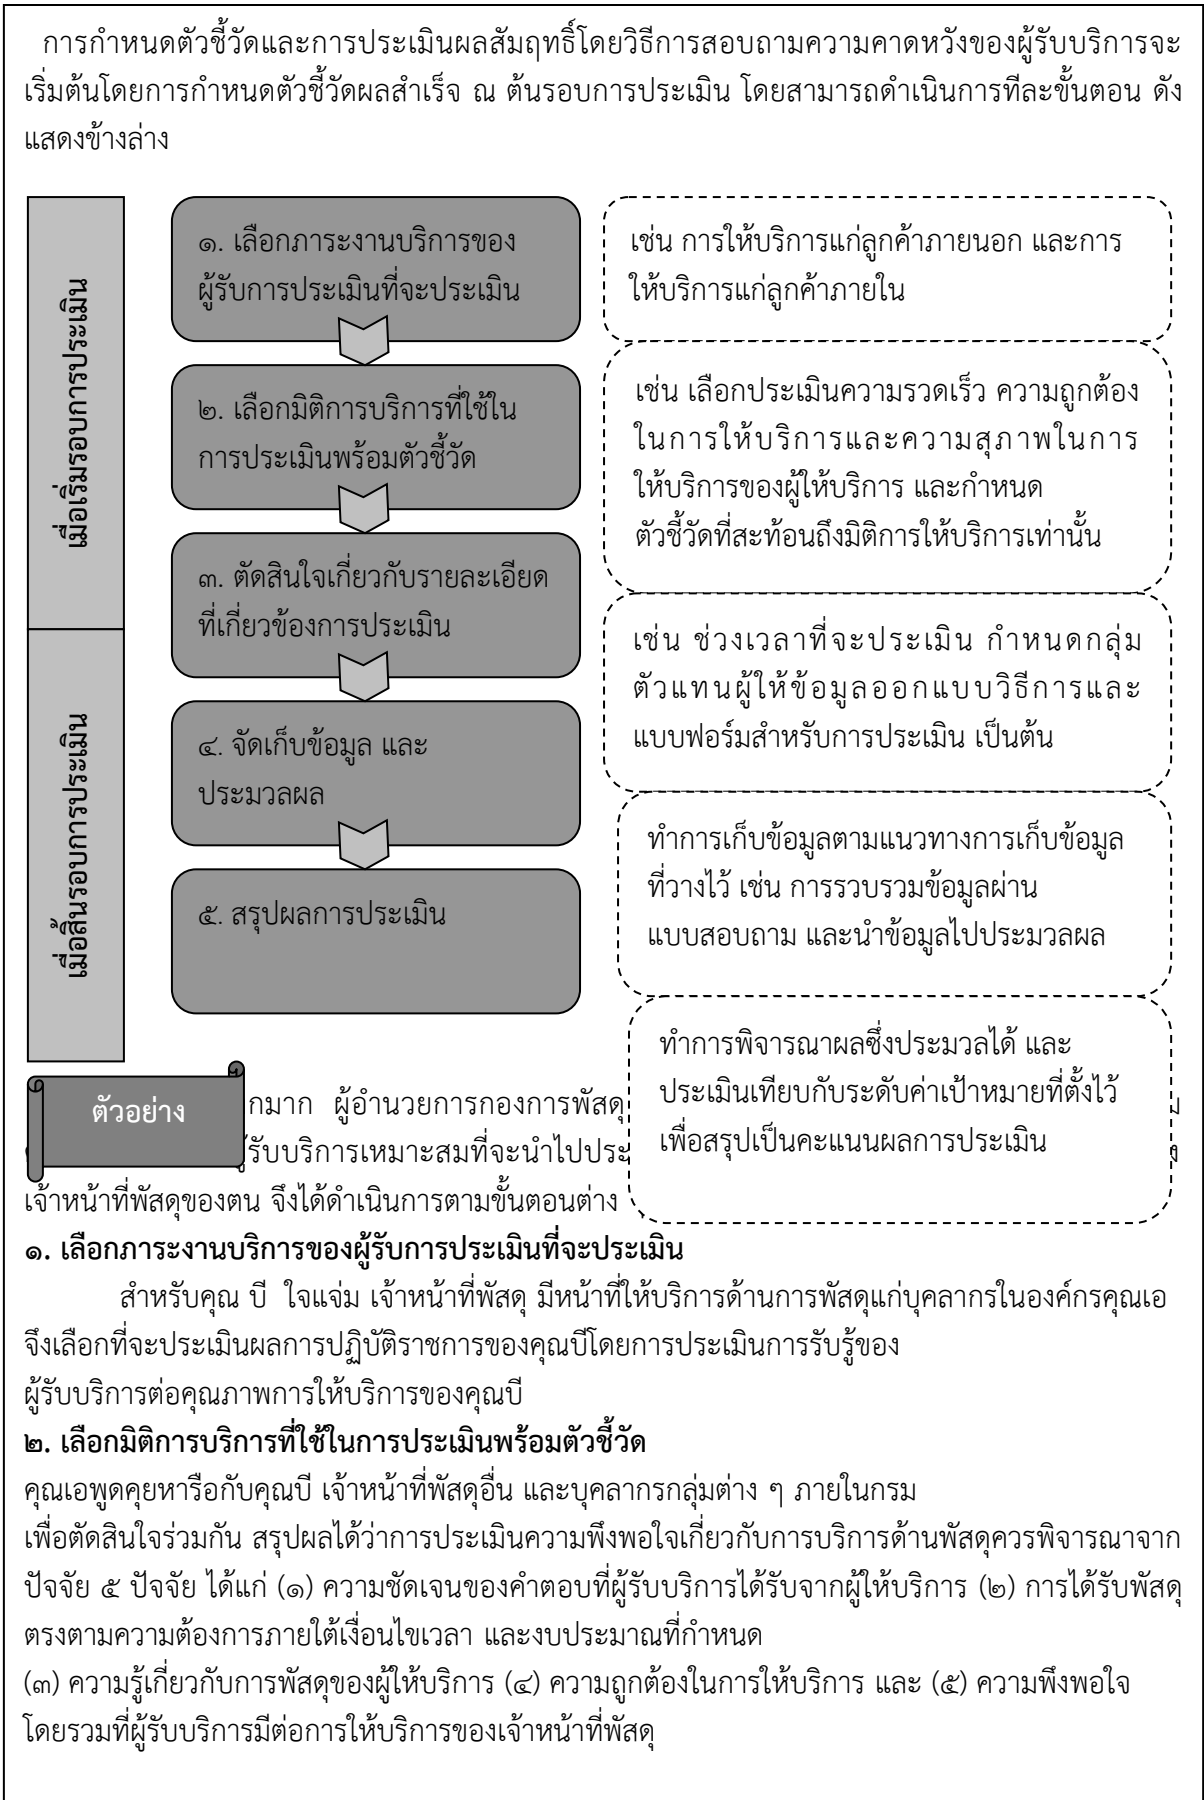 การกำหนดตัวชี้วัดและการประเมินผลสัมฤทธิ์โดยวิธีการสอบถามความคาดหวังของผู้รับบริการจะ
เริ่มต้นโดยการกำหนดตัวชี้วัดผลสำเร็จ ณ ต้นรอบการประเมิน โดยสามารถดำเนินการทีละขั้นตอน ดัง
แสดงข้างล่าง
เมื่อเริ่มรอบการประเมิน
๑. เลือกภาระงานบริการของ
ผู้รับการประเมินที่จะประเมิน
เช่น การให้บริการแก่ลูกค้าภายนอก และการ
ให้บริการแก่ลูกค้าภายใน
๒. เลือกมิติการบริการที่ใช้ใน
การประเมินพร้อมตัวชี้วัด
เช่น เลือกประเมินความรวดเร็ว ความถูกต้อง
ในการให้บริการและความสุภาพในการ
ให้บริการของผู้ให้บริการ และกำหนด
ตัวชี้วัดที่สะท้อนถึงมิติการให้บริการเท่านั้น
๓. ตัดสินใจเกี่ยวกับรายละเอียด
ที่เกี่ยวข้องการประเมิน
เช่น ช่วงเวลาที่จะประเมิน กำหนดกลุ่ม
ตัวแทนผู้ให้ข้อมูลออกแบบวิธีการและ
แบบฟอร์มสำหรับการประเมิน เป็นต้น
เมื่อสิ้นรอบการประเมิน
๔. จัดเก็บข้อมูล และ
ประมวลผล
ทำการเก็บข้อมูลตามแนวทางการเก็บข้อมูล
ที่วางไว้ เช่น การรวบรวมข้อมูลผ่าน
แบบสอบถาม และนำข้อมูลไปประมวลผล
๕. สรุปผลการประเมิน
ทำการพิจารณาผลซึ่งประมวลได้ และ
ประเมินเทียบกับระดับค่าเป้าหมายที่ตั้งไว้
เพื่อสรุปเป็นคะแนนผลการประเมิน
ตัวอย่าง
กมาก ผู้อำนวยการกองการพัสดุ
รับบริการเหมาะสมที่จะนำไปประ
เจ้าหน้าที่พัสดุของตน จึงได้ดำเนินการตามขั้นตอนต่าง
๑. เลือกภาระงานบริการของผู้รับการประเมินที่จะประเมิน
สำหรับคุณ บี ใจแจ่ม เจ้าหน้าที่พัสดุ มีหน้าที่ให้บริการด้านการพัสดุแก่บุคลากรในองค์กรคุณเอ
จึงเลือกที่จะประเมินผลการปฏิบัติราชการของคุณบีโดยการประเมินการรับรู้ของ
ผู้รับบริการต่อคุณภาพการให้บริการของคุณบี
๒. เลือกมิติการบริการที่ใช้ในการประเมินพร้อมตัวชี้วัด
คุณเอพูดคุยหารือกับคุณบี เจ้าหน้าที่พัสดุอื่น และบุคลากรกลุ่มต่าง ๆ ภายในกรม
เพื่อตัดสินใจร่วมกัน สรุปผลได้ว่าการประเมินความพึงพอใจเกี่ยวกับการบริการด้านพัสดุควรพิจารณาจาก
ปัจจัย ๕ ปัจจัย ได้แก่ (๑) ความชัดเจนของคำตอบที่ผู้รับบริการได้รับจากผู้ให้บริการ (๒) การได้รับพัสดุ
ตรงตามความต้องการภายใต้เงื่อนไขเวลา และงบประมาณที่กำหนด
(๓) ความรู้เกี่ยวกับการพัสดุของผู้ให้บริการ (๔) ความถูกต้องในการให้บริการ และ (๕) ความพึงพอใจ
โดยรวมที่ผู้รับบริการมีต่อการให้บริการของเจ้าหน้าที่พัสดุ